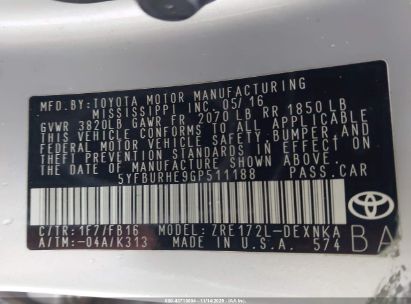 MFD. BY: TOYOTA MOTOR MANUFACTURING
MISSISSIPPI INC. 05/16
GVWR 3820LB GAWR FR 2070 LB RR 1850 LB
THIS VEHICLE CONFORMS TO ALL APPLICABLE
FEDERAL MOTOR VEHICLE SAFETY, BUMPER, AND
THEFT PREVENTION STANDARDS IN EFFECT ON
THE DATE OF MANUFACTURE SHOWN ABOVE.
5YFBURHE9GP511188 PASS.CAR
C/TR: 1F7/FB16 MODEL: ZRE172L-DEXNKA
A/TM: -04A/K313 MADE IN U.S.A. 574
TOYOTA
BA